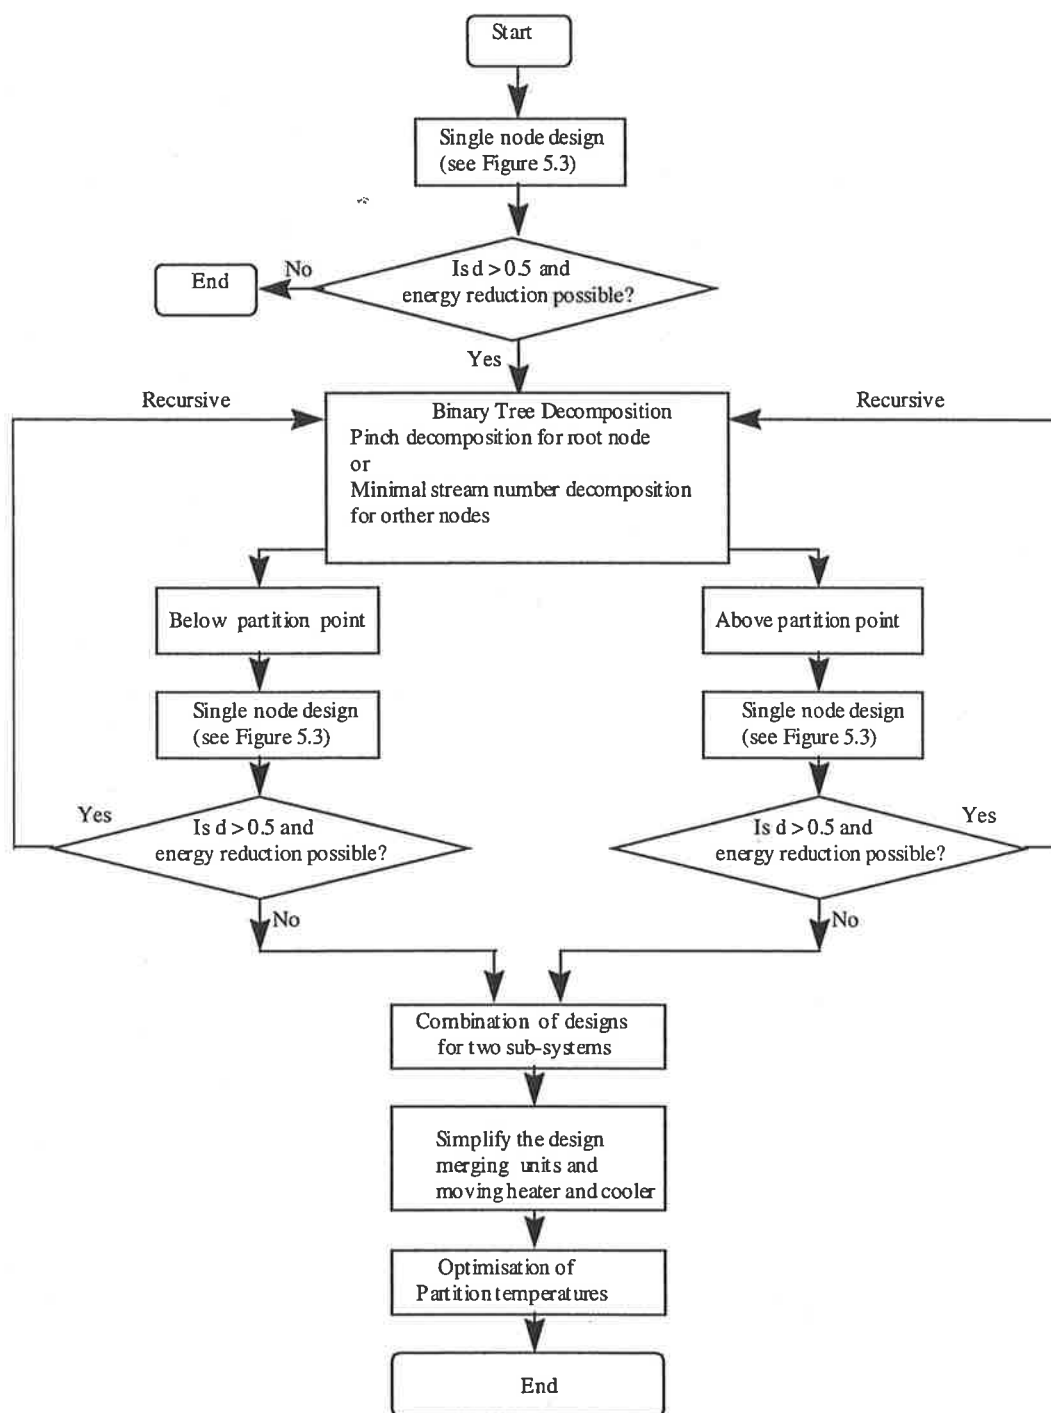 Start
Single node design
(see Figure 5.3)
Is d > 0.5 and
energy reduction possible?
No
End
Yes
Recursive
Recursive
Binary Tree Decomposition
Pinch decomposition for root node
or
Minimal stream number decomposition
for orther nodes
Below partition point
Above partition point
Single node design
(see Figure 5.3)
Single node design
(see Figure 5.3)
Yes
Is d > 0.5 and
energy reduction possible?
Is d > 0.5 and
energy reduction possible?
Yes
No
No
Combination of designs
for two sub-systems
Simplify the design
merging units and
moving heater and cooler
Optimisation of
Partition temperatures
End